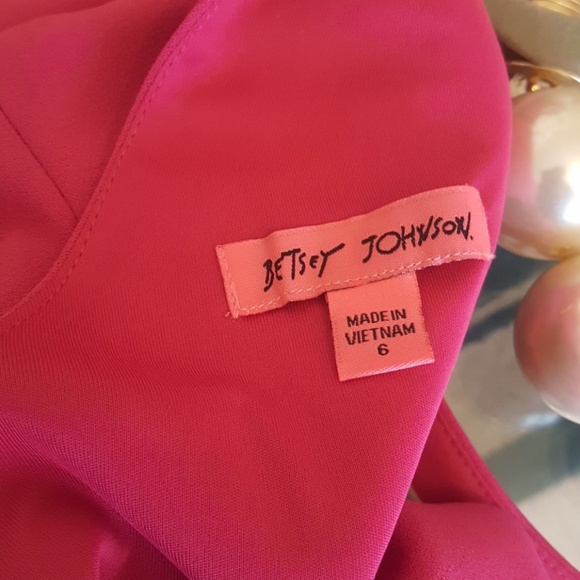 BETSEY JOHNSON.
MADE IN
VIETNAM
6